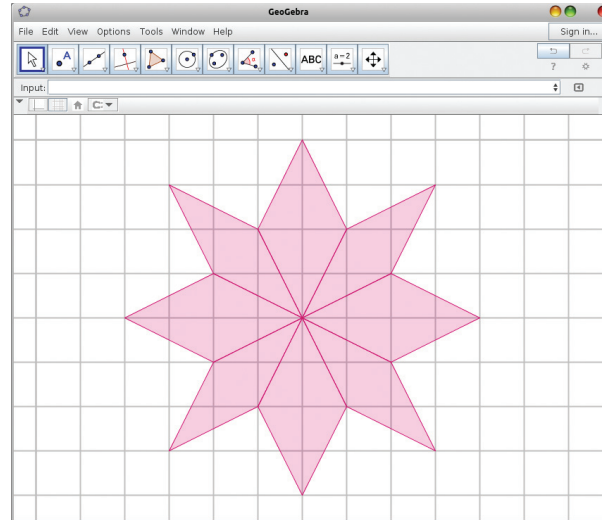 GeoGebra
File Edit View Options Tools Window Help Sign in...
A ABC a=2
?
Input:
C: